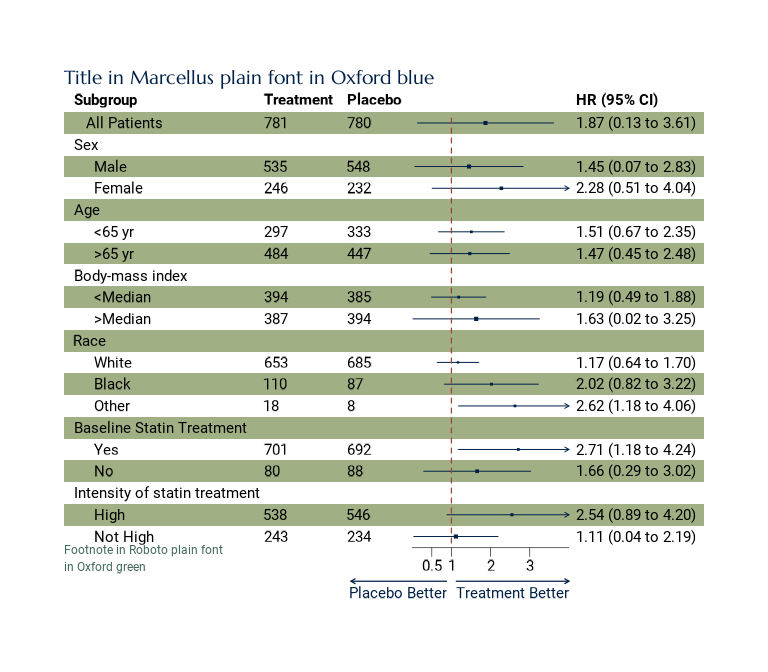 Title in Marcellus plain font in Oxford blue
Subgroup Treatment Placebo HR (95% CI)
All Patients 781 780 1.87 (0.13 to 3.61)
Sex
Male 535 548 1.45 (0.07 to 2.83)
Female 246 232 2.28 (0.51 to 4.04)
Age
<65 yr 297 333 1.51 (0.67 to 2.35)
>65 yr 484 447 1.47 (0.45 to 2.48)
Body-mass index
<Median 394 385 1.19 (0.49 to 1.88)
>Median 387 394 1.63 (0.02 to 3.25)
Race
White 653 685 1.17 (0.64 to 1.70)
Black 110 87 2.02 (0.82 to 3.22)
Other 18 8 2.62 (1.18 to 4.06)
Baseline Statin Treatment
Yes 701 692 2.71 (1.18 to 4.24)
No 80 88 1.66 (0.29 to 3.02)
Intensity of statin treatment
High 538 546 2.54 (0.89 to 4.20)
Not High 243 234 1.11 (0.04 to 2.19)
Footnote in Roboto plain font
in Oxford green
0.5 1 2 3
Placebo Better Treatment Better